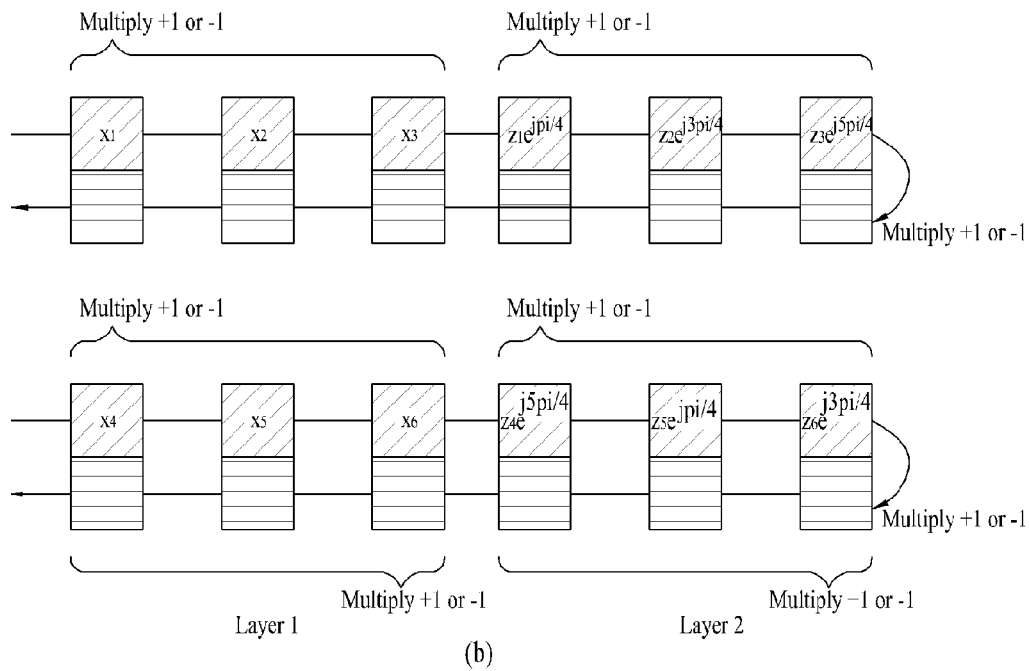 Multiply +1 or -1 Multiply +1 or -1
x1 x2 x3 z1e^jpi/4 z2e^j3pi/4 z3e^j5pi/4
Multiply +1 or -1
Multiply +1 or -1 Multiply +1 or -1
x4 x5 x6 z4e^j5pi/4 z5e^jpi/4 z6e^j3pi/4
Multiply +1 or -1
Multiply +1 or -1 Multiply −1 or -1
Layer 1 Layer 2
(b)